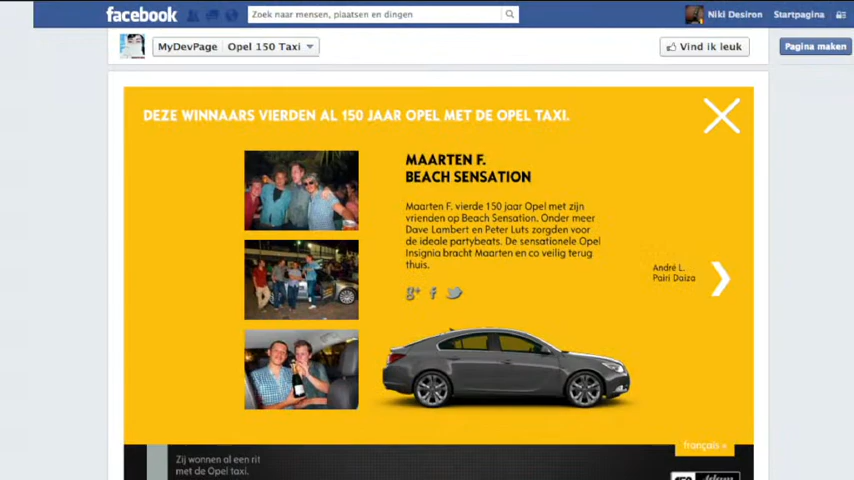 facebook
Zoek naar mensen, plaatsen en dingen
Niki Desiron
Startpagina
MyDevPage
Opel 150 Taxi
Vind ik leuk
Pagina maken
DEZE WINNAARS VIERDEN AL 150 JAAR OPEL MET DE OPEL TAXI.
MAARTEN F.
BEACH SENSATION
Maarten F. vierde 150 jaar Opel met zijn
vrienden op Beach Sensation. Onder meer
Dave Lambert en Peter Luts zorgden voor
de ideale partybeats. De sensationele Opel
Insignia bracht Maarten en co veilig terug
thuis.
g+ f
André L.
Pairi Daiza
français »
Zij wonnen al een rit
met de Opel taxi.
150